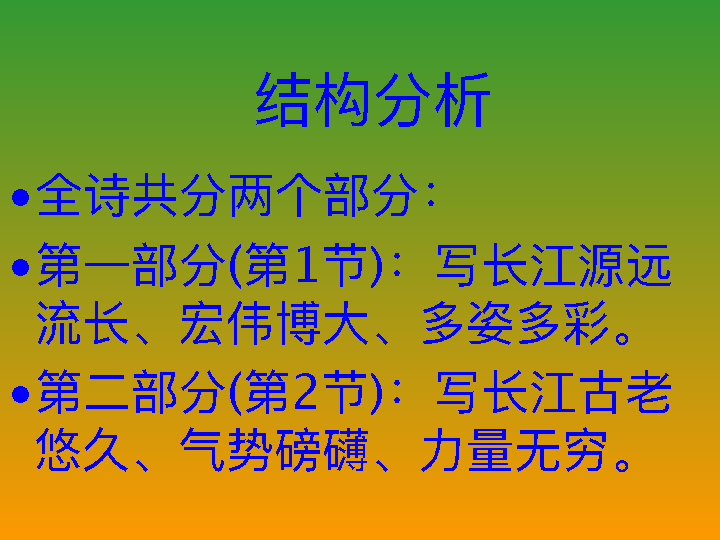 结构分析
•全诗共分两个部分：
•第一部分(第1节)：写长江源远
流长、宏伟博大、多姿多彩。
•第二部分(第2节)：写长江古老
悠久、气势磅礴、力量无穷。